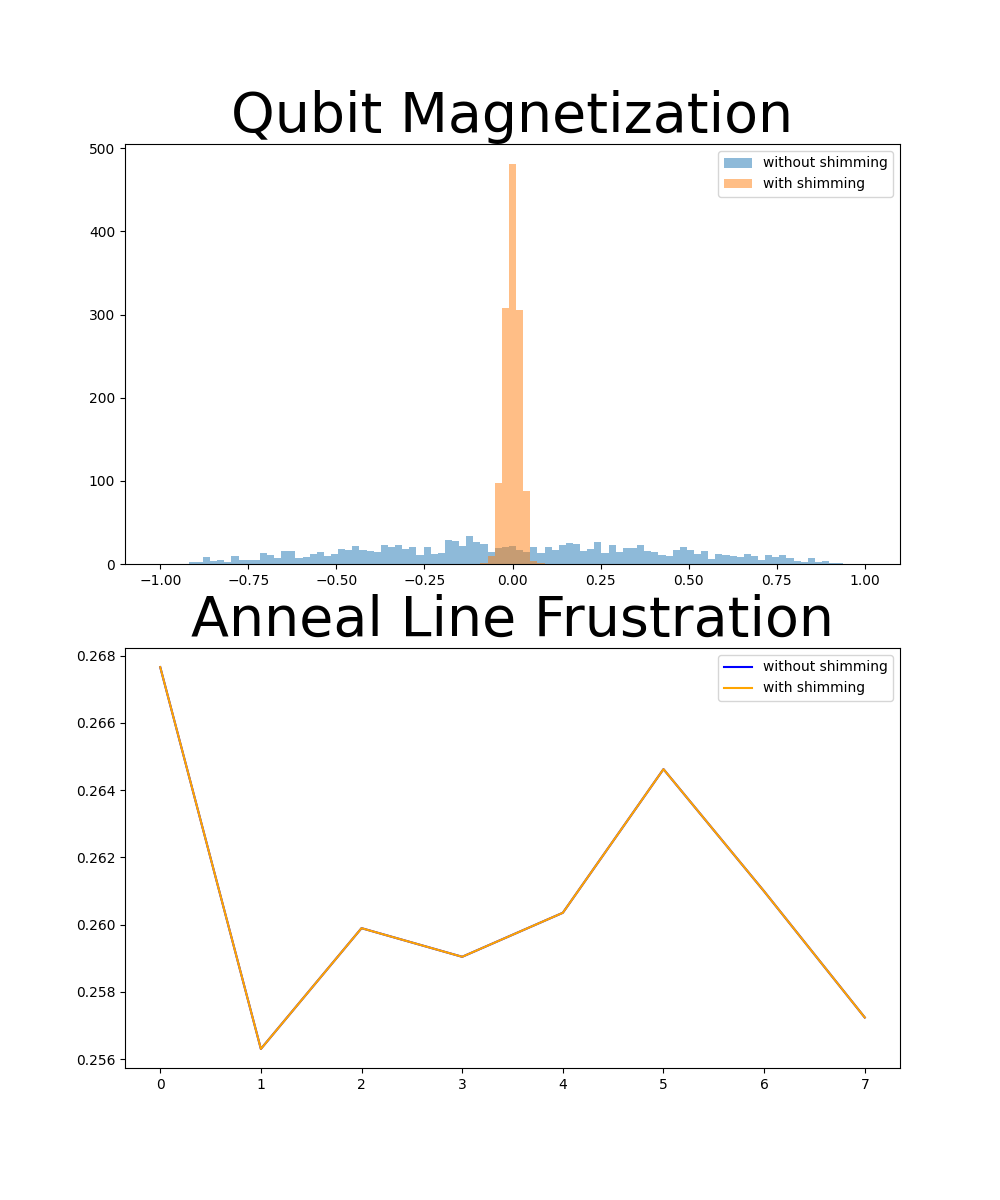 Qubit Magnetization
500
400
300
200
100
0
without shimming
with shimming
−1.00 −0.75 −0.50 −0.25 0.00 0.25 0.50 0.75 1.00
Anneal Line Frustration
0.268
0.266
0.264
0.262
0.260
0.258
0.256
without shimming
with shimming
0 1 2 3 4 5 6 7